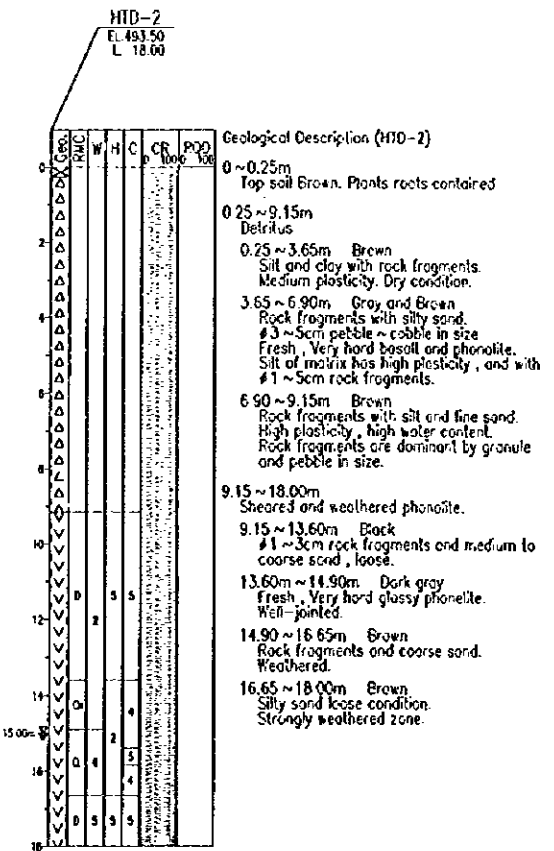 HTD-2
EL.493.50
L 18.00
Geo. RMC W H C CR RQD
0 100 0 100
Geological Description (HTD-2)
0
0~0.25m
Top soil Brown. Plants roots contained
0.25~9.15m
Detritus
2
0.25~3.65m Brown
Silt and clay with rock fragments.
Medium plasticity. Dry condition.
3.65~6.90m Gray and Brown
4
Rock fragments with silty sand.
ø3~5cm pebble~cobble in size
Fresh, Very hard basalt and phonolite.
Silt of matrix has high plasticity, and with
ø1~5cm rock fragments.
6
6.90~9.15m Brown
Rock fragments with silt and fine sand.
High plasticity, high water content.
Rock fragments are dominant by granule
and pebble in size.
8
9.15~18.00m
Sheared and weathered phonolite.
9.15~13.60m Black
10
ø1~3cm rock fragments and medium to
coarse sand, loose.
13.60m~14.90m Dark gray
Fresh, Very hard glassy phonolite.
D 5 5
Well-jointed.
12
2
14.90~16.65m Brown
Rock fragments and coarse sand.
Weathered.
16.65~18.00m Brown
Silty sand loose condition.
14
Strongly weathered zone.
4
15.00m
2
5
4
16
4
D 5 5 5
18